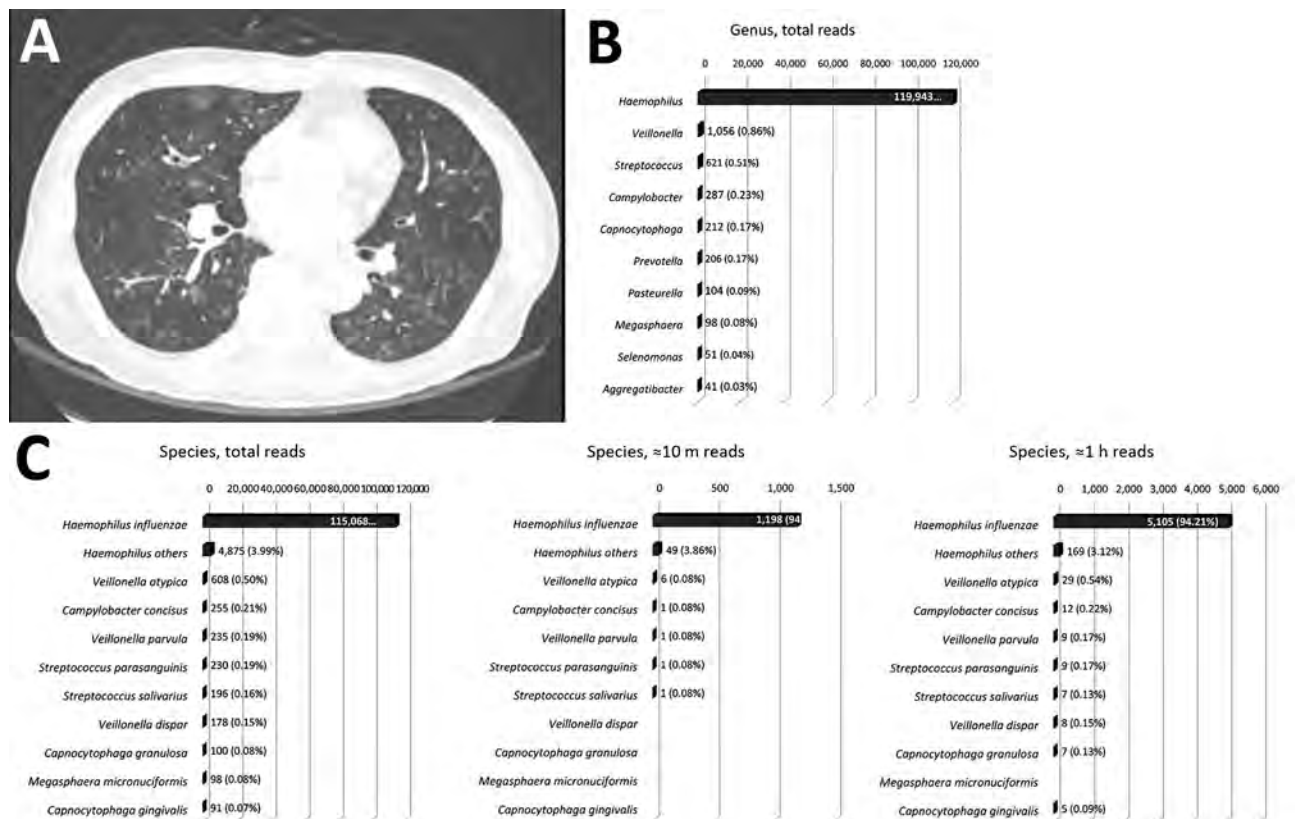 A
B
Genus, total reads
0 20,000 40,000 60,000 80,000 100,000 120,000
Haemophilus 119,943...
Veillonella 1,056 (0.86%)
Streptococcus 621 (0.51%)
Campylobacter 287 (0.23%)
Capnocytophaga 212 (0.17%)
Prevotella 206 (0.17%)
Pasteurella 104 (0.09%)
Megasphaera 98 (0.08%)
Selenomonas 51 (0.04%)
Aggregatibacter 41 (0.03%)
C
Species, total reads
0 20,000 40,000 60,000 80,000 100,000 120,000
Haemophilus influenzae 115,068...
Haemophilus others 4,875 (3.99%)
Veillonella atypica 608 (0.50%)
Campylobacter concisus 255 (0.21%)
Veillonella parvula 235 (0.19%)
Streptococcus parasanguinis 230 (0.19%)
Streptococcus salivarius 196 (0.16%)
Veillonella dispar 178 (0.15%)
Capnocytophaga granulosa 100 (0.08%)
Megasphaera micronuciformis 98 (0.08%)
Capnocytophaga gingivalis 91 (0.07%)
Species, ≈10 m reads
0 500 1,000 1,500
Haemophilus influenzae 1,198 (94
Haemophilus others 49 (3.86%)
Veillonella atypica 6 (0.08%)
Campylobacter concisus 1 (0.08%)
Veillonella parvula 1 (0.08%)
Streptococcus parasanguinis 1 (0.08%)
Streptococcus salivarius 1 (0.08%)
Veillonella dispar
Capnocytophaga granulosa
Megasphaera micronuciformis
Capnocytophaga gingivalis
Species, ≈1 h reads
0 1,000 2,000 3,000 4,000 5,000 6,000
Haemophilus influenzae 5,105 (94.21%)
Haemophilus others 169 (3.12%)
Veillonella atypica 29 (0.54%)
Campylobacter concisus 12 (0.22%)
Veillonella parvula 9 (0.17%)
Streptococcus parasanguinis 9 (0.17%)
Streptococcus salivarius 7 (0.13%)
Veillonella dispar 8 (0.15%)
Capnocytophaga granulosa 7 (0.13%)
Megasphaera micronuciformis
Capnocytophaga gingivalis 5 (0.09%)